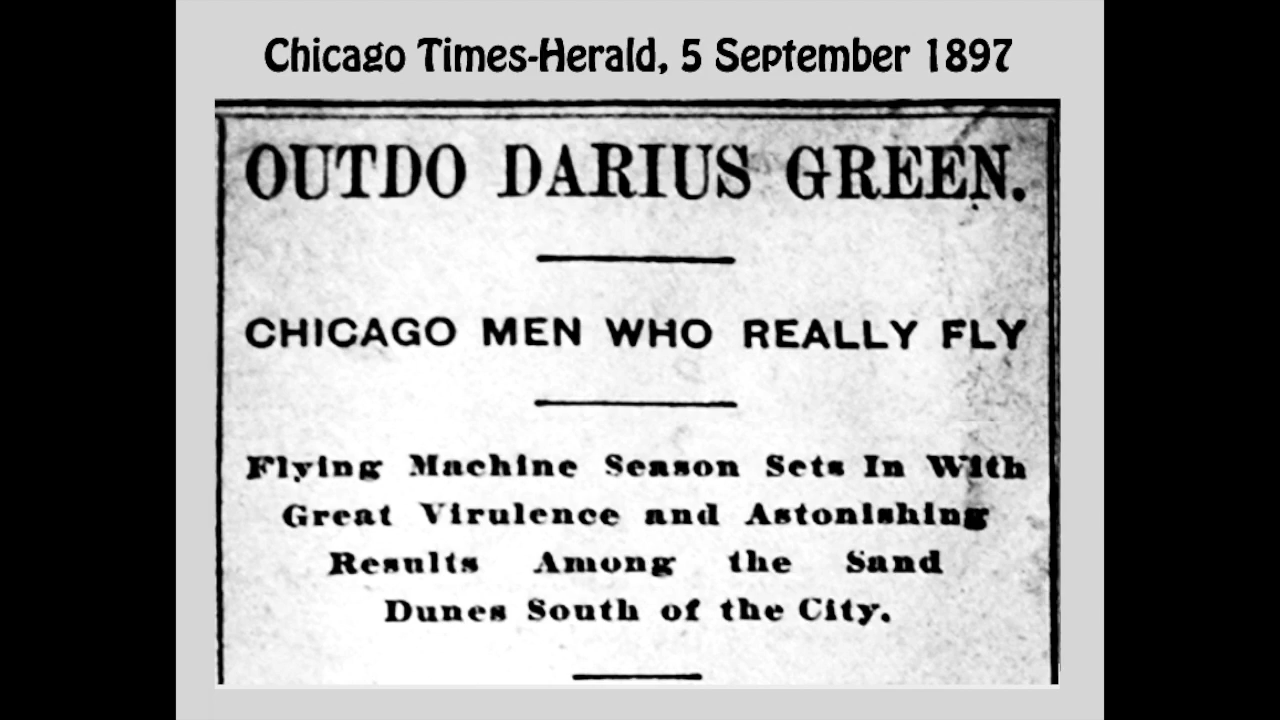 Chicago Times-Herald, 5 September 1897
OUTDO DARIUS GREEN.
CHICAGO MEN WHO REALLY FLY
Flying Machine Season Sets In With
Great Virulence and Astonishing
Results Among the Sand
Dunes South of the City.